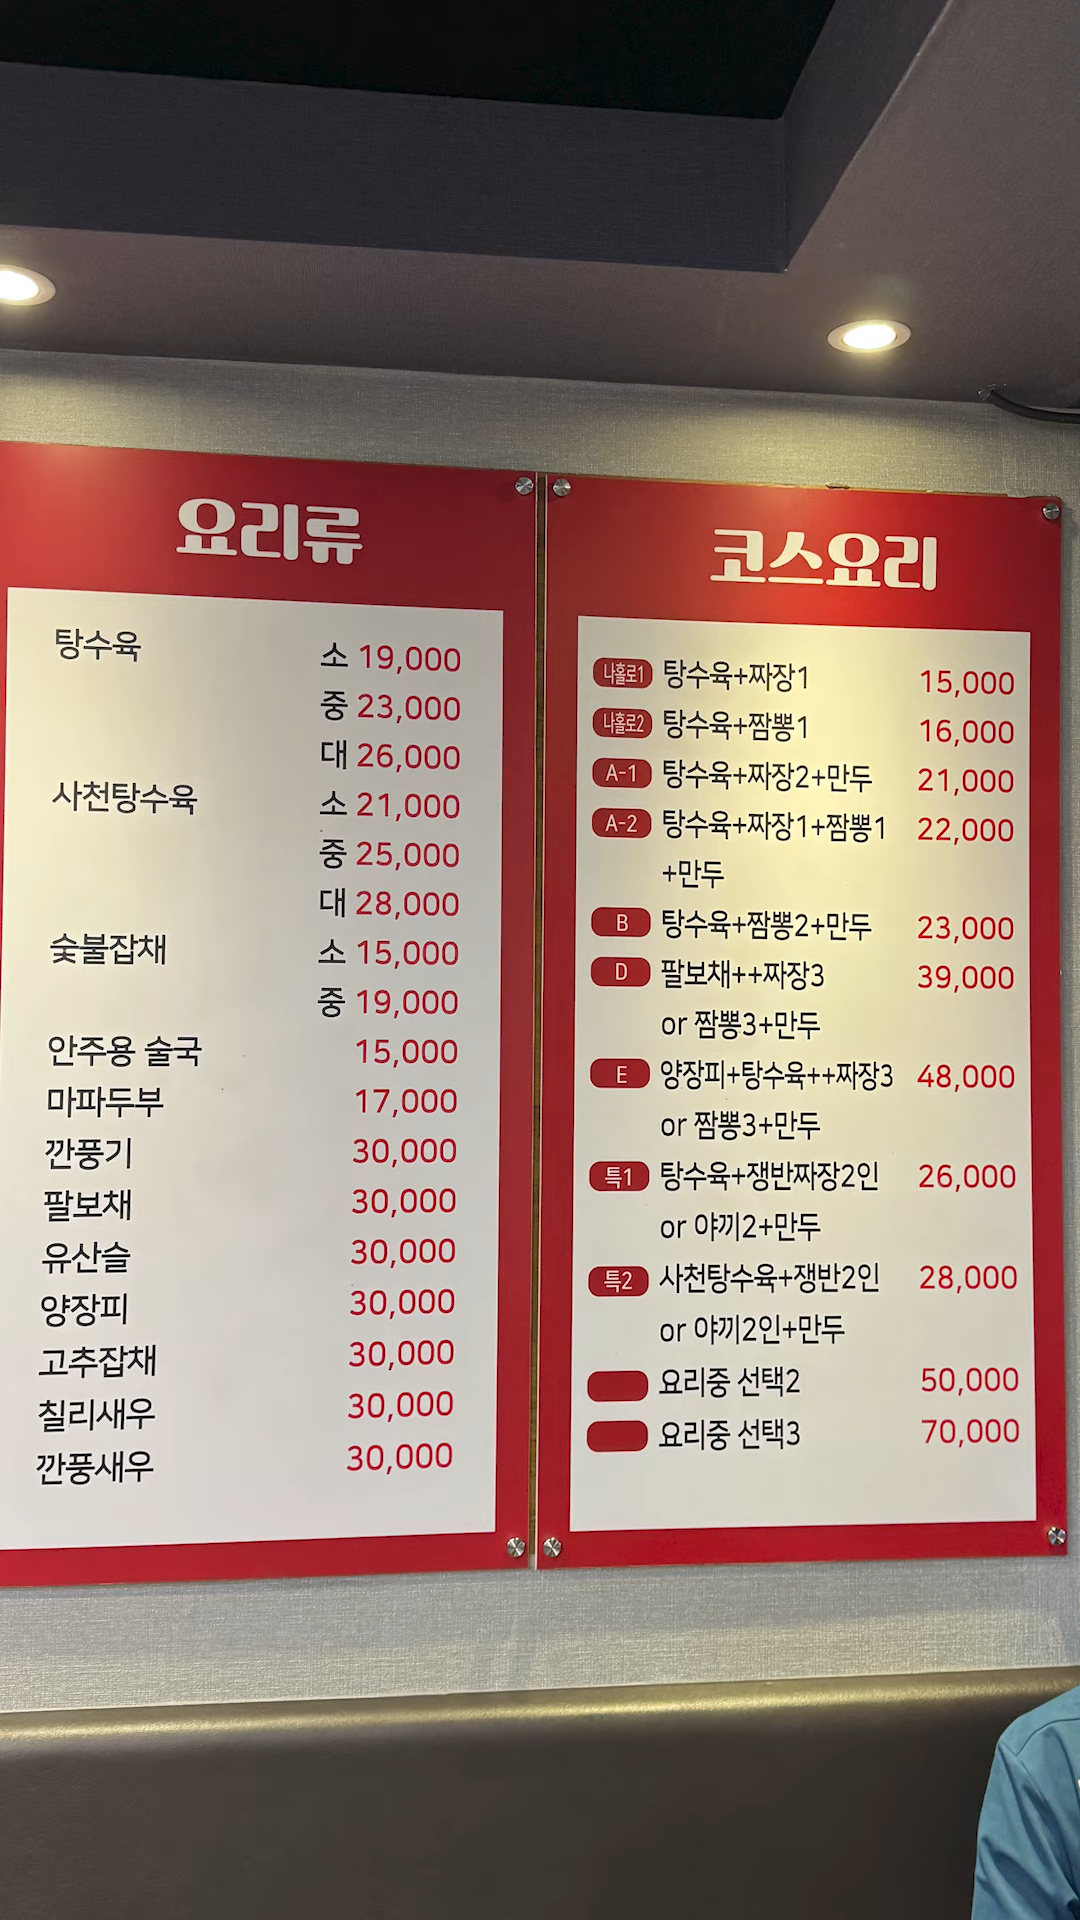 요리류
탕수육 소 19,000
중 23,000
대 26,000
사천탕수육 소 21,000
중 25,000
대 28,000
숯불잡채 소 15,000
중 19,000
안주용 술국 15,000
마파두부 17,000
깐풍기 30,000
팔보채 30,000
유산슬 30,000
양장피 30,000
고추잡채 30,000
칠리새우 30,000
깐풍새우 30,000
코스요리
나홀로1 탕수육+짜장1 15,000
나홀로2 탕수육+짬뽕1 16,000
A-1 탕수육+짜장2+만두 21,000
A-2 탕수육+짜장1+짬뽕1 22,000
+만두
B 탕수육+짬뽕2+만두 23,000
D 팔보채++짜장3 39,000
or 짬뽕3+만두
E 양장피+탕수육++짜장3 48,000
or 짬뽕3+만두
특1 탕수육+쟁반짜장2인 26,000
or 야끼2+만두
특2 사천탕수육+쟁반2인 28,000
or 야끼2인+만두
요리중 선택2 50,000
요리중 선택3 70,000